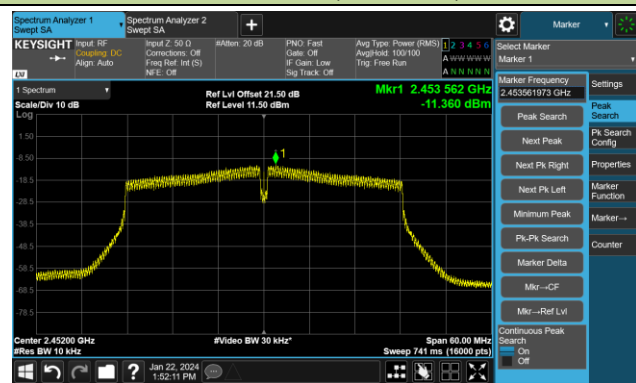 Spectrum Analyzer 1
Swept SA
Spectrum Analyzer 2
Swept SA
+
Marker
KEYSIGHT
Input: RF
Coupling: DC
Align: Auto
Input Z: 50 Ω
Corrections: Off
Freq Ref: Int (S)
NFE: Off
#Atten: 20 dB
PNO: Fast
Gate: Off
IF Gain: Low
Sig Track: Off
Avg Type: Power (RMS)
Avg|Hold: 100/100
Trig: Free Run
1 2 3 4 5 6
A W W W W W
A N N N N N
LVI
Select Marker
Marker 1
1 Spectrum
Scale/Div 10 dB
Log
Ref Lvl Offset 21.50 dB
Ref Level 11.50 dBm
Mkr1 2.453 562 GHz
-11.360 dBm
1.50
-8.50
-18.5
-28.5
-38.5
-48.5
-58.5
-68.5
-78.5
1
Center 2.45200 GHz
#Res BW 10 kHz
#Video BW 30 kHz*
Span 60.00 MHz
Sweep 741 ms (16000 pts)
Marker Frequency
2.453561973 GHz
Peak Search
Next Peak
Next Pk Right
Next Pk Left
Minimum Peak
Pk-Pk Search
Marker Delta
Mkr→CF
Mkr→Ref Lvl
Continuous Peak
Search
On
Off
Settings
Peak
Search
Pk Search
Config
Properties
Marker
Function
Marker→
Counter
?
Jan 22, 2024
1:52:11 PM